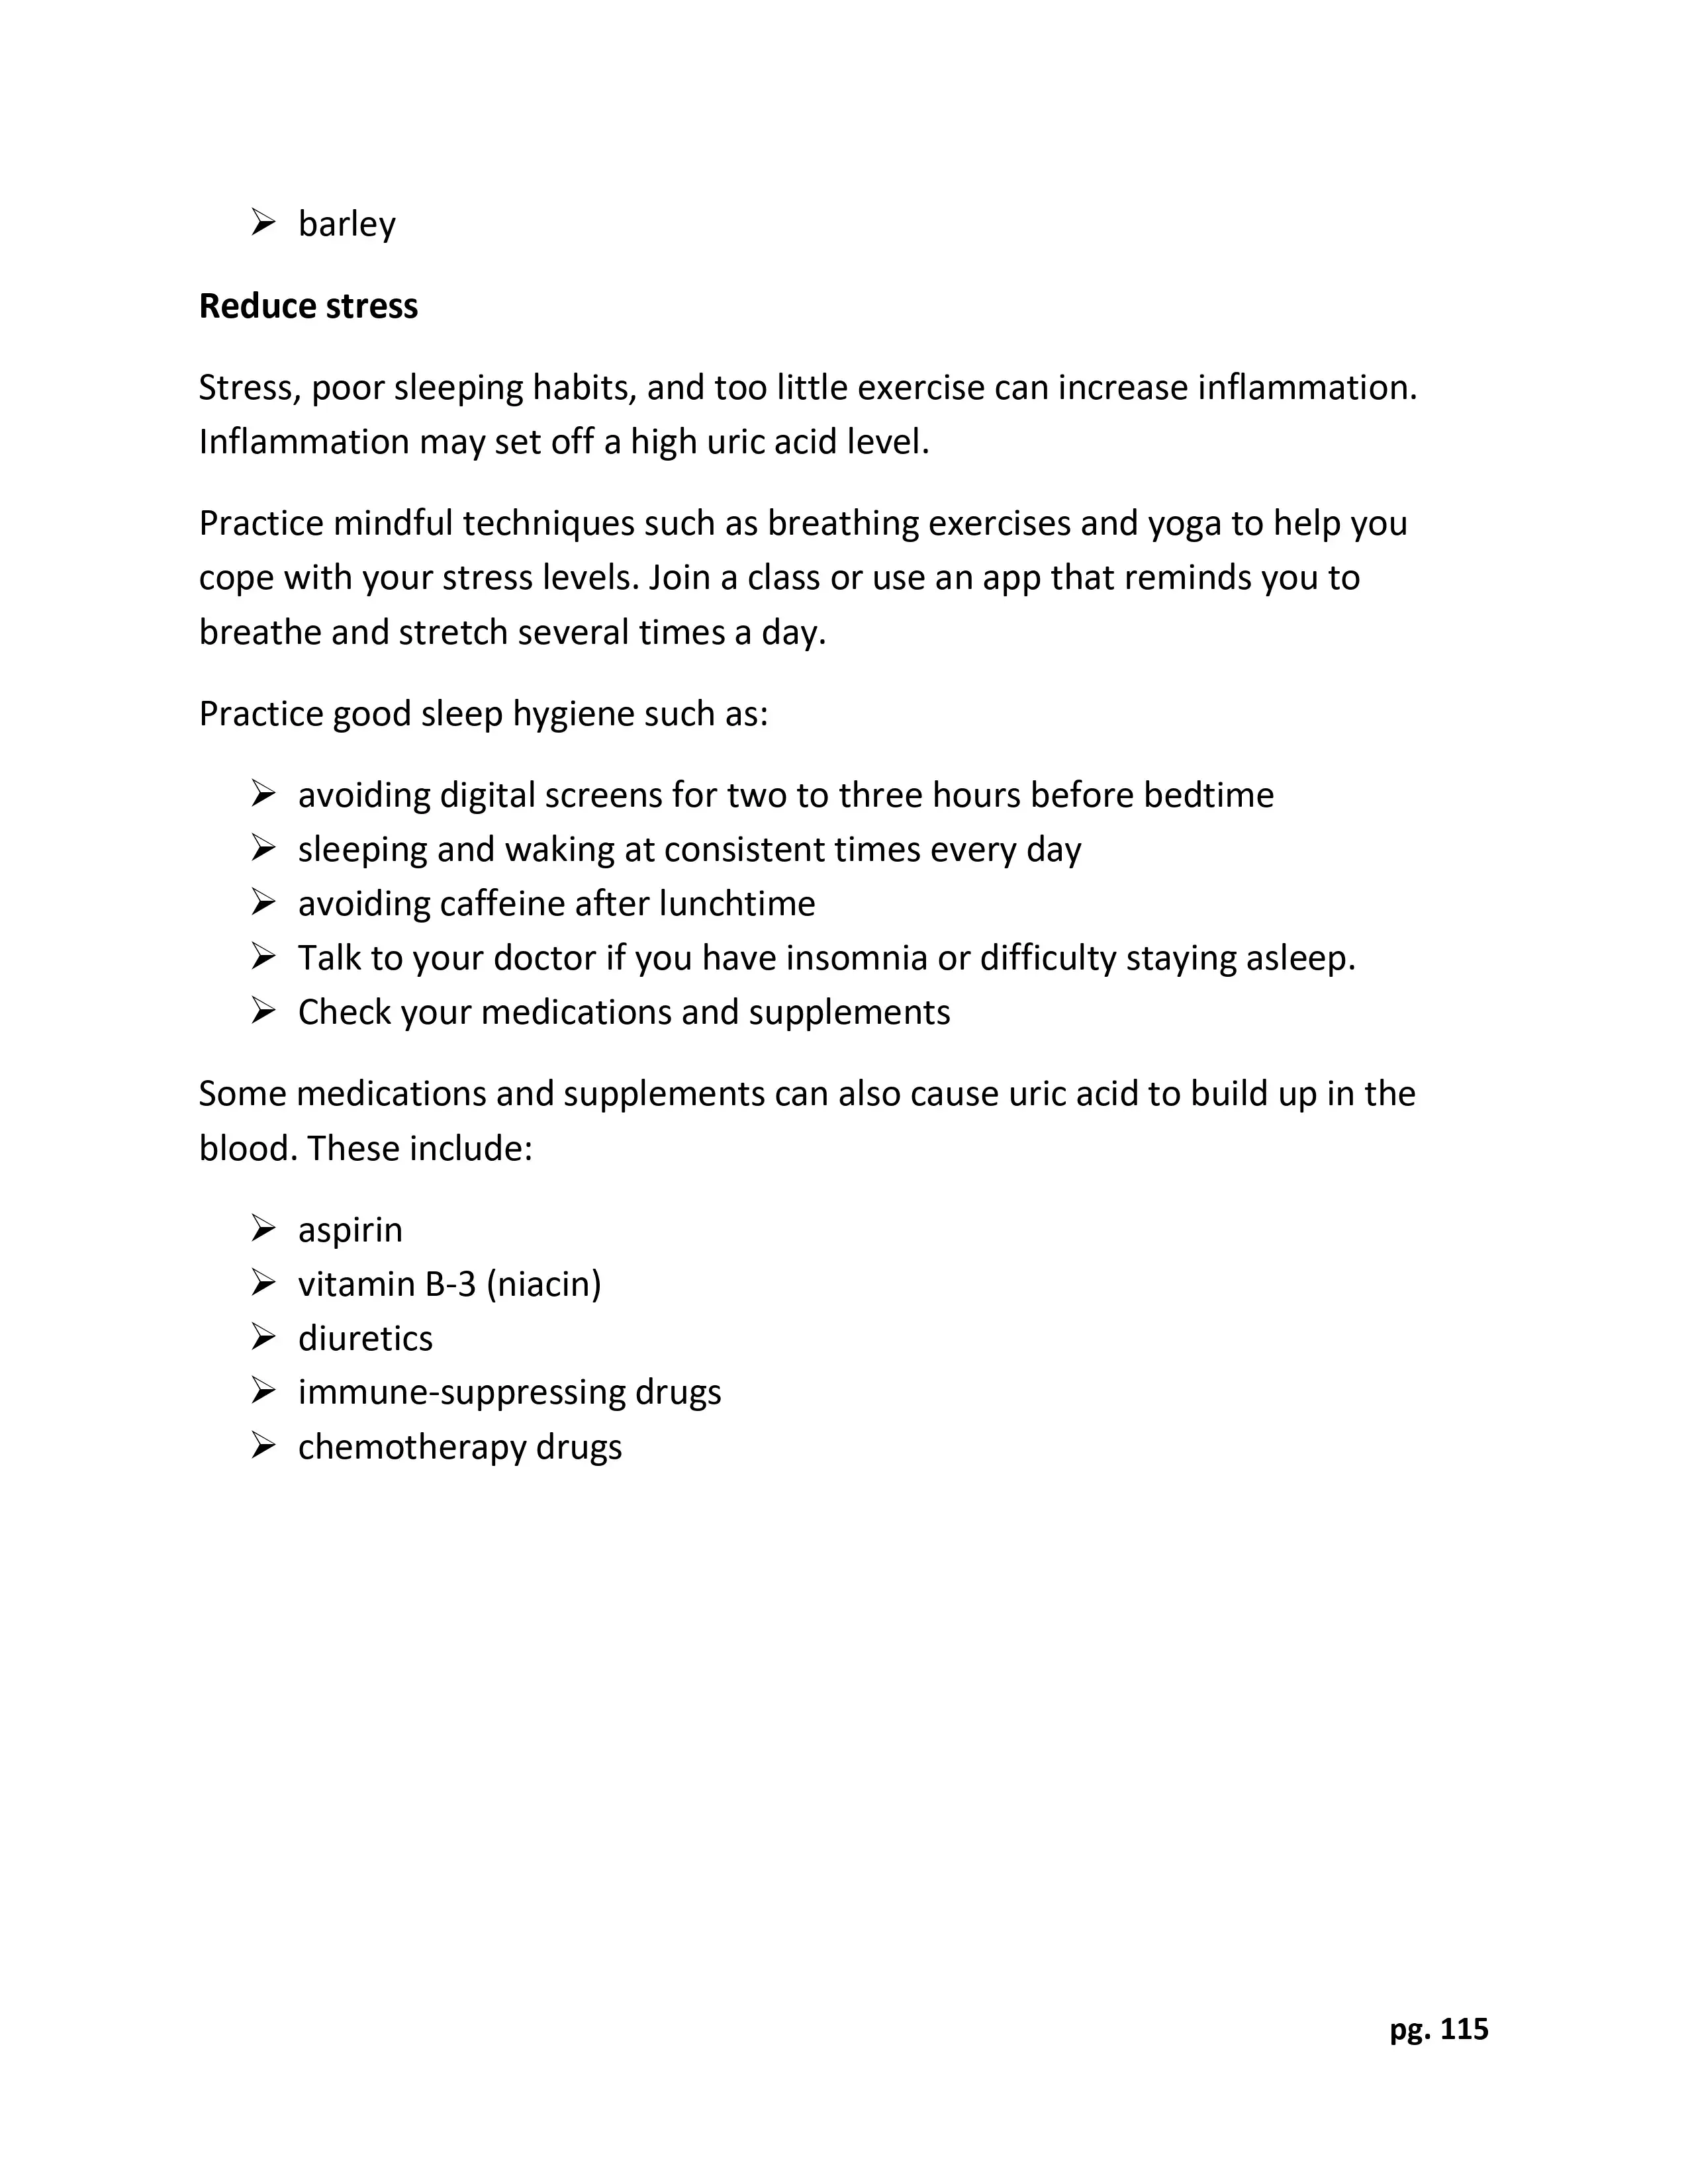 ➢ barley
Reduce stress
Stress, poor sleeping habits, and too little exercise can increase inflammation.
Inflammation may set off a high uric acid level.
Practice mindful techniques such as breathing exercises and yoga to help you
cope with your stress levels. Join a class or use an app that reminds you to
breathe and stretch several times a day.
Practice good sleep hygiene such as:
➢ avoiding digital screens for two to three hours before bedtime
➢ sleeping and waking at consistent times every day
➢ avoiding caffeine after lunchtime
➢ Talk to your doctor if you have insomnia or difficulty staying asleep.
➢ Check your medications and supplements
Some medications and supplements can also cause uric acid to build up in the
blood. These include:
➢ aspirin
➢ vitamin B-3 (niacin)
➢ diuretics
➢ immune-suppressing drugs
➢ chemotherapy drugs
pg. 115